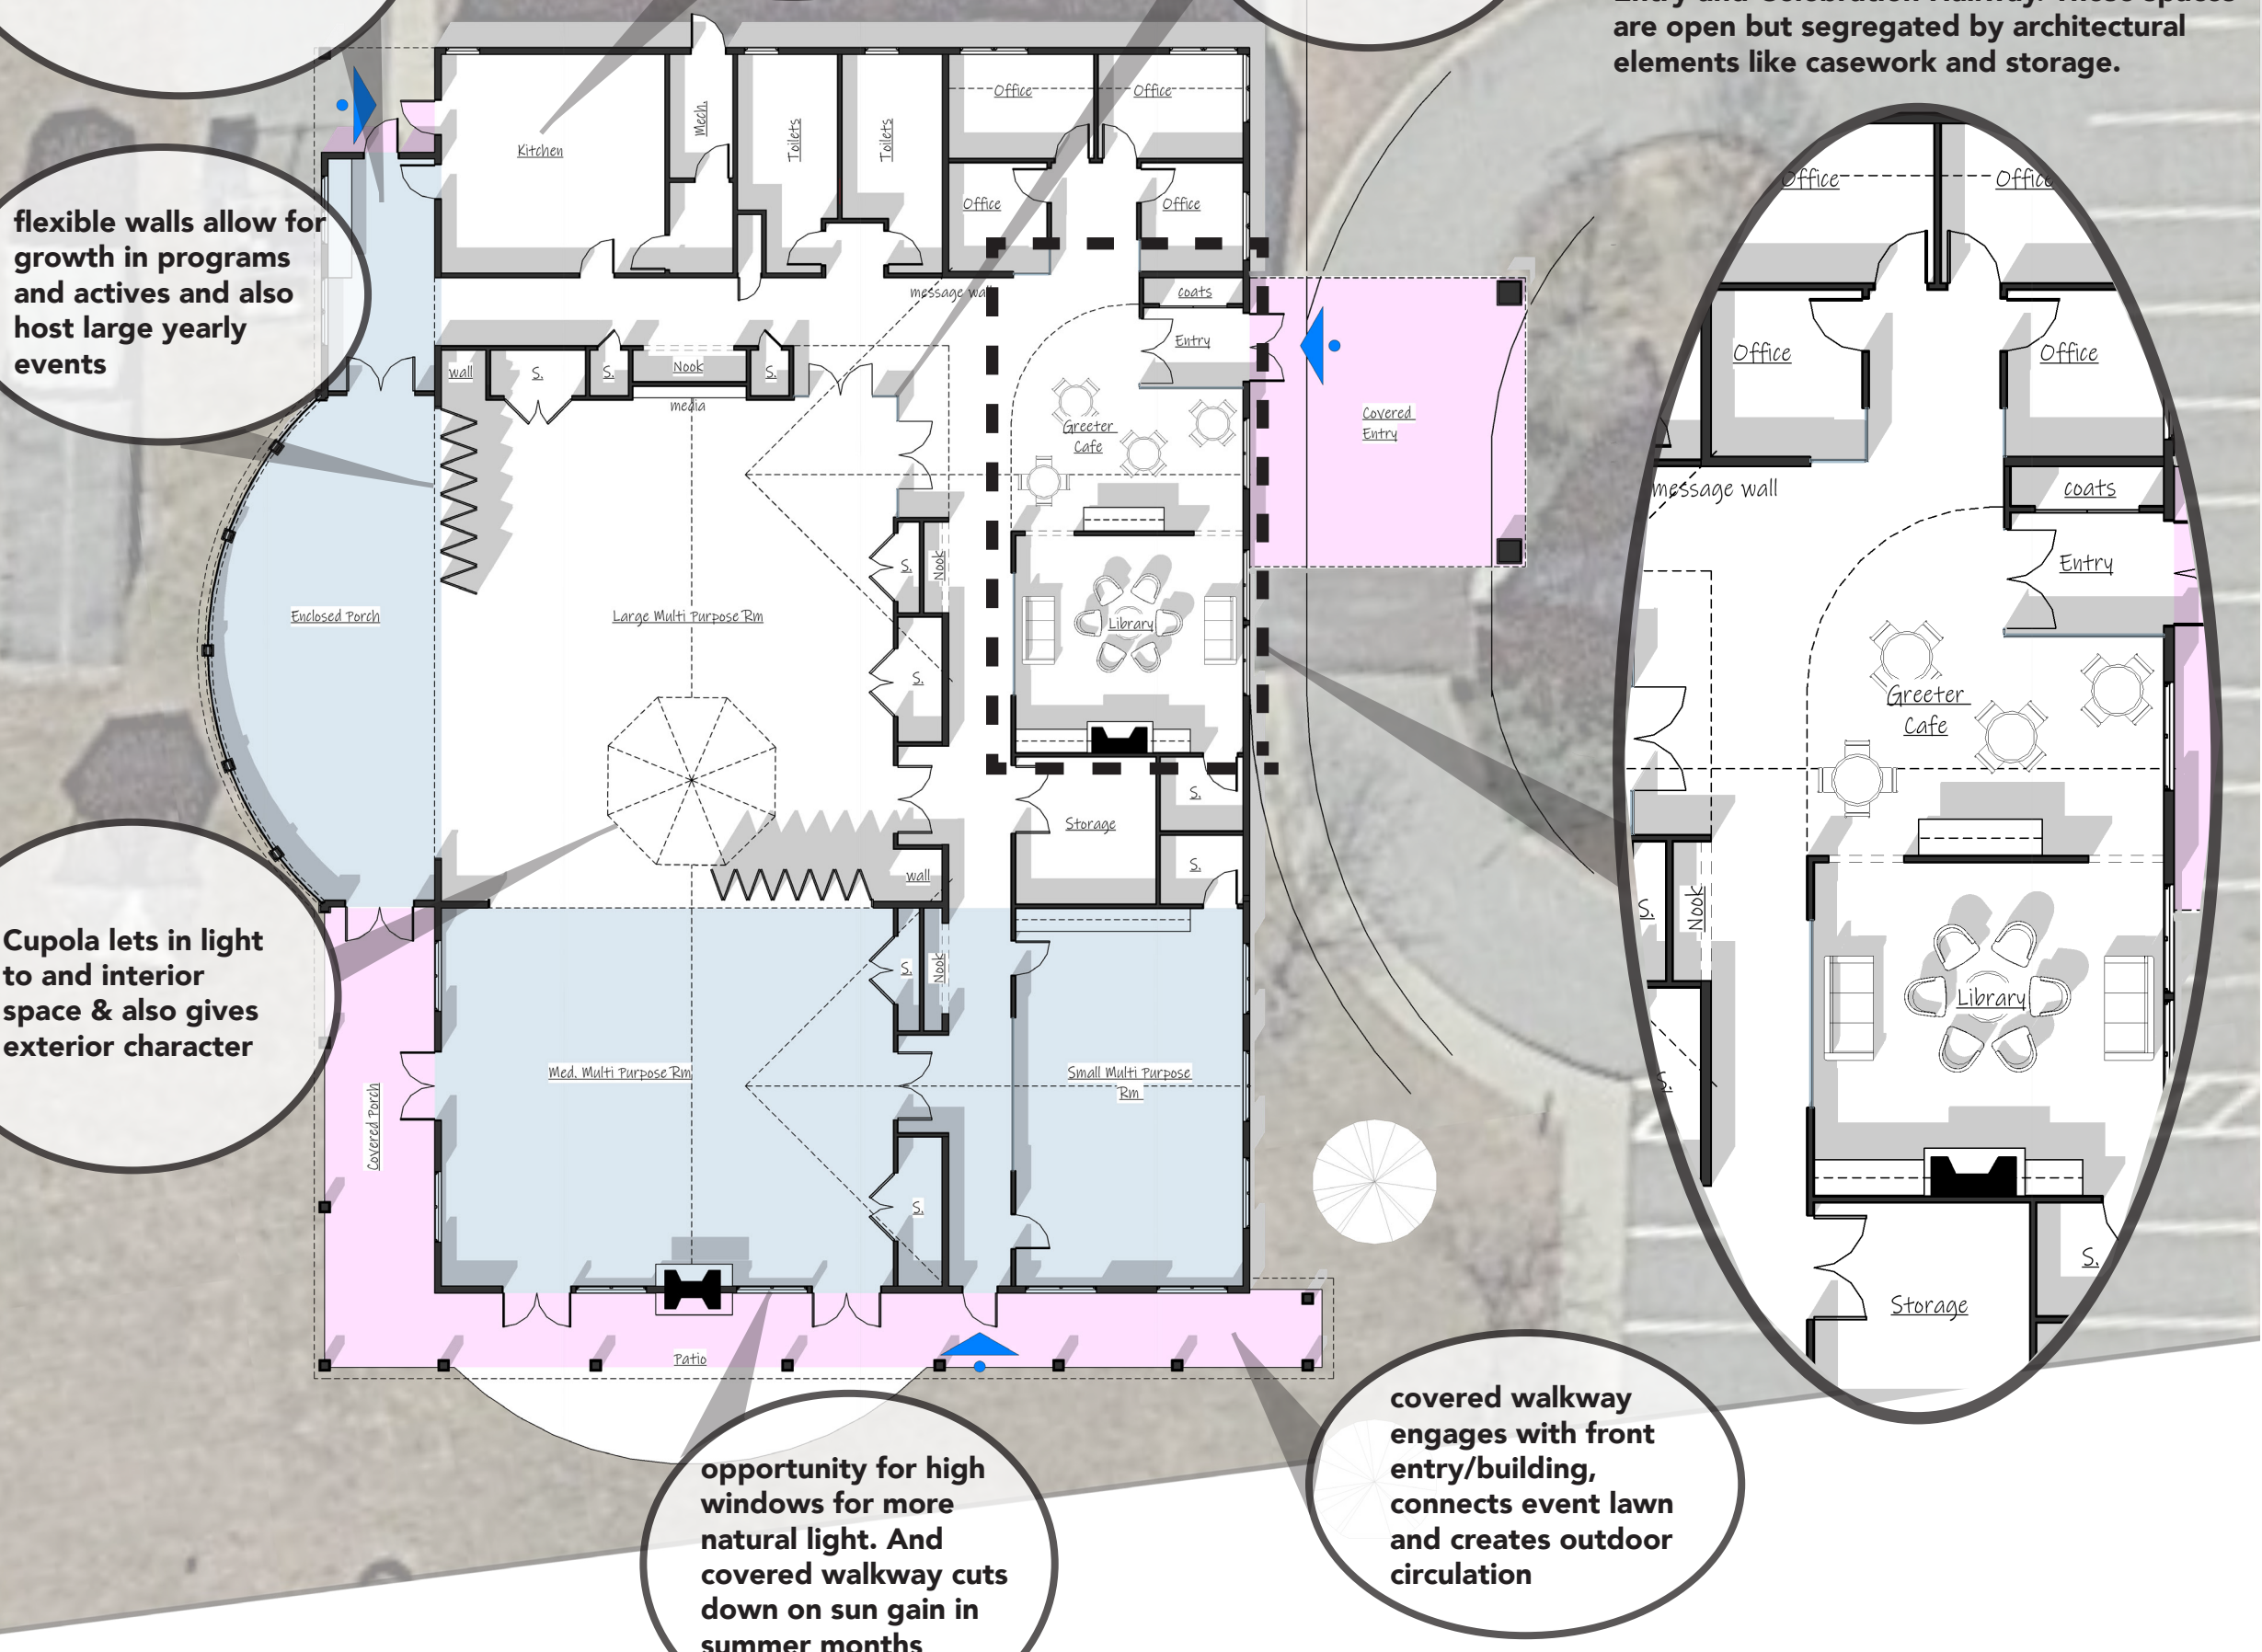 are open but segregated by architectural
elements like casework and storage.
flexible walls allow for
growth in programs
and actives and also
host large yearly
events
Cupola lets in light
to and interior
space & also gives
exterior character
opportunity for high
windows for more
natural light. And
covered walkway cuts
down on sun gain in
summer months
covered walkway
engages with front
entry/building,
connects event lawn
and creates outdoor
circulation
Kitchen
Mech.
Toilets
Toilets
Office
Office
Office
Office
message wal
coats
Entry
Covered
Entry
wall
S.
S.
Nook
S.
media
Greeter
Cafe
Enclosed Porch
Large Multi Purpose Rm
S.
Nook
Library
S.
S.
Storage
S.
wall
S.
Nook
Med. Multi Purpose Rm
Small Multi Purpose
Rm
Covered Porch
S.
Patio
Office
Office
Office
Office
message wall
coats
Entry
Greeter
Cafe
S.
Nook
Library
S.
S.
Storage